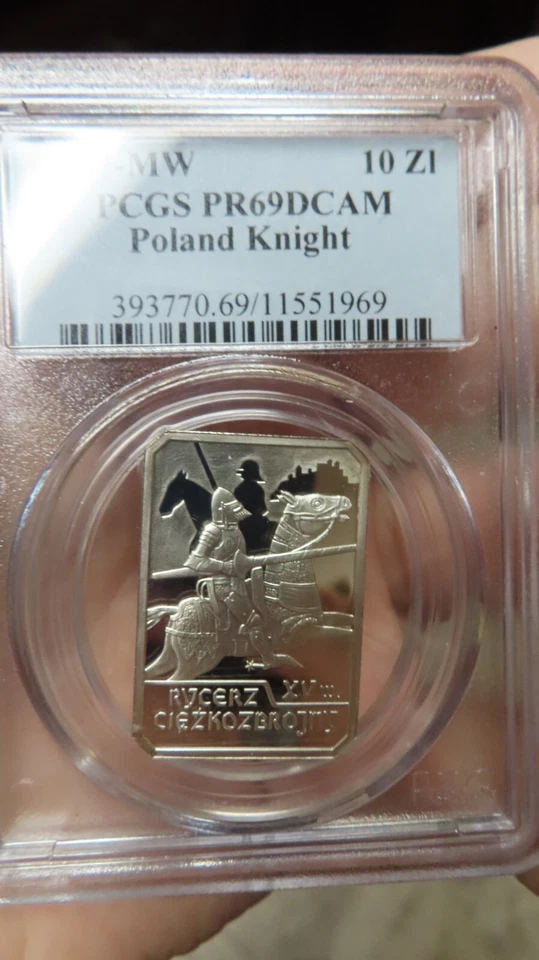 -MW 10 Zl
PCGS PR69DCAM
Poland Knight
393770.69/11551969
RYCERZ XV w.
CIĘŻKOZBROJNY